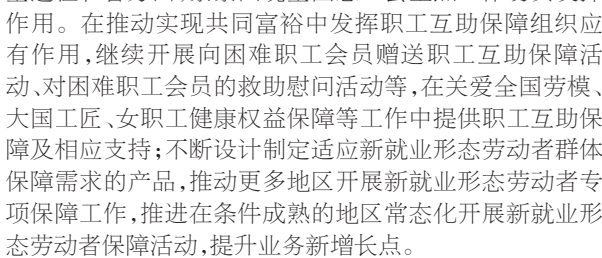 作用。在推动实现共同富裕中发挥职工互助保障组织应
有作用,继续开展向困难职工会员赠送职工互助保障活
动、对困难职工会员的救助慰问活动等,在关爱全国劳模、
大国工匠、女职工健康权益保障等工作中提供职工互助保
障及相应支持;不断设计制定适应新就业形态劳动者群体
保障需求的产品,推动更多地区开展新就业形态劳动者专
项保障工作,推进在条件成熟的地区常态化开展新就业形
态劳动者保障活动,提升业务新增长点。